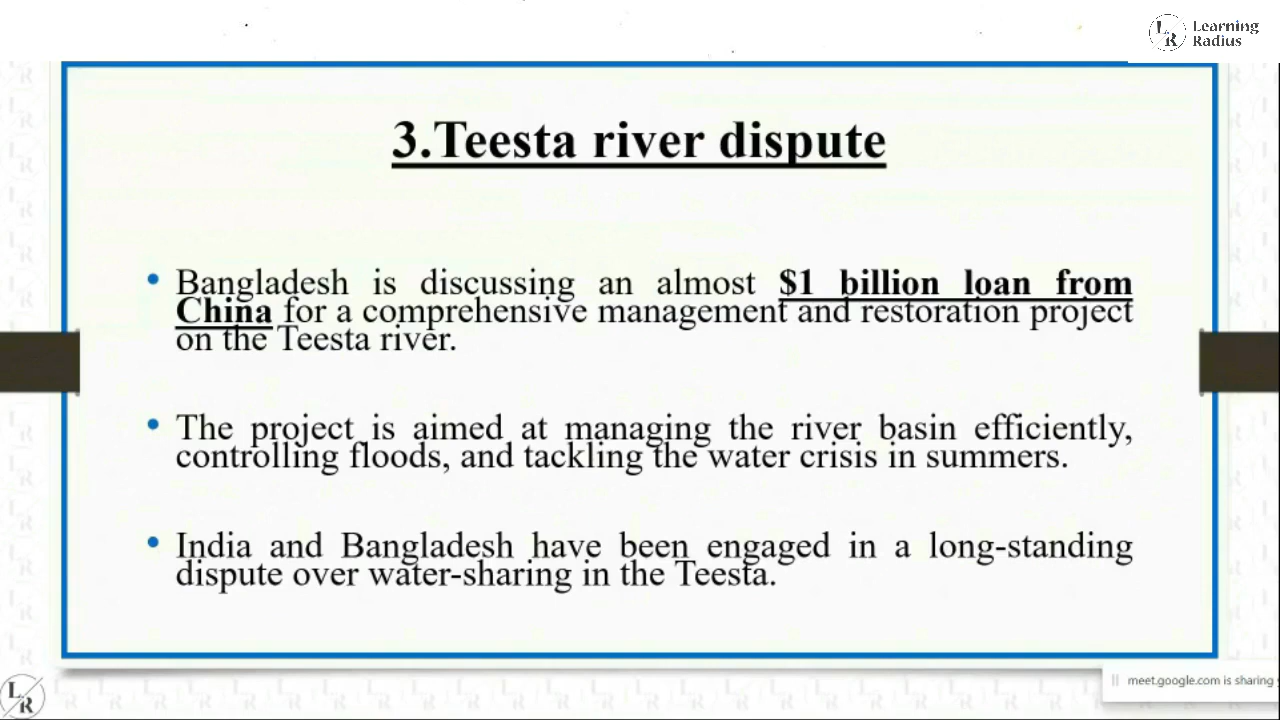 Learning
Radius
3.Teesta river dispute
• Bangladesh is discussing an almost $1 billion loan from
China for a comprehensive management and restoration project
on the Teesta river.
• The project is aimed at managing the river basin efficiently,
controlling floods, and tackling the water crisis in summers.
• India and Bangladesh have been engaged in a long-standing
dispute over water-sharing in the Teesta.
meet.google.com is sharing
LR